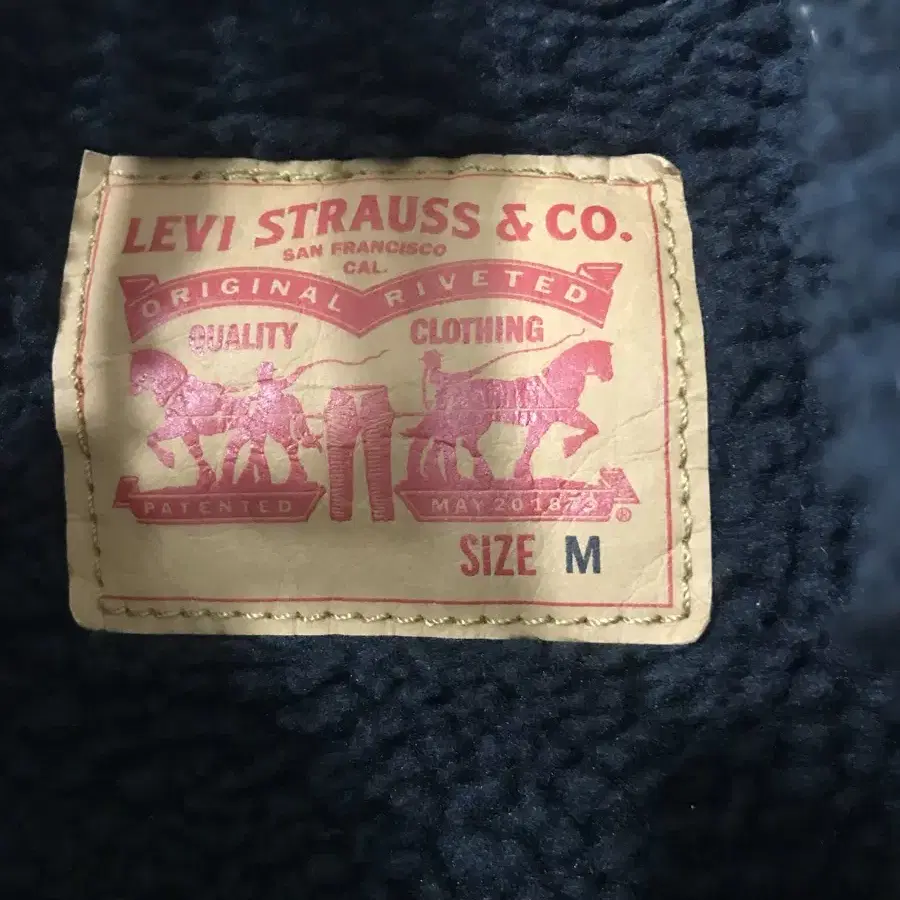 LEVI STRAUSS & CO.
SAN FRANCISCO
CAL.
ORIGINAL RIVETED
QUALITY CLOTHING
PATENTED MAY 20 1873 ®
SIZE M